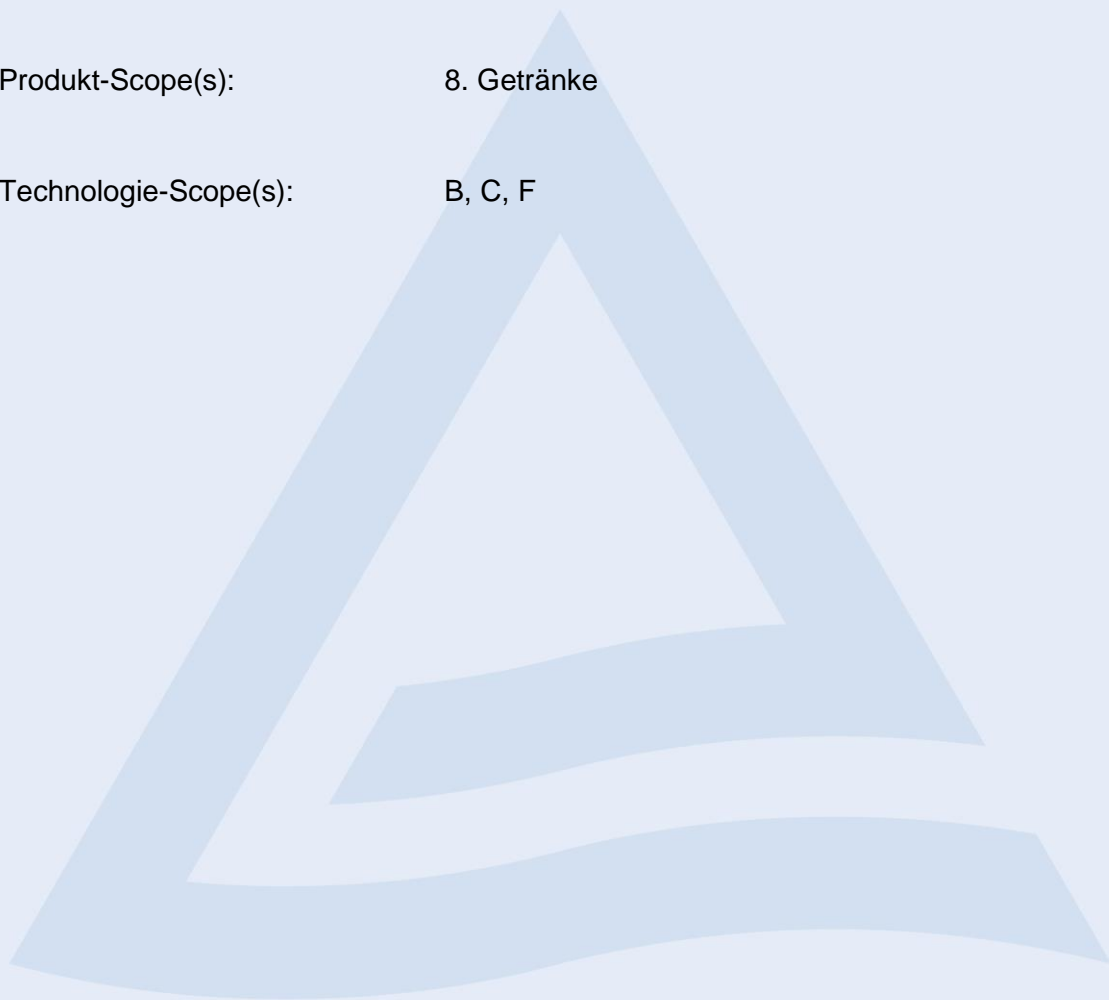 Produkt-Scope(s): 8. Getränke
Technologie-Scope(s): B, C, F